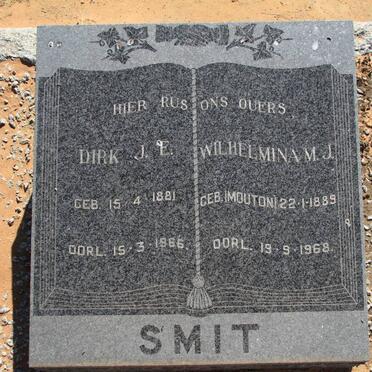 HIER RUS ONS OUERS
DIRK J. E. WILHELMINA M. J.
GEB. 15-4-1881 GEB. (MOUTON) 22-1-1889
OORL. 15-3-1966. OORL. 19-9-1968.
SMIT